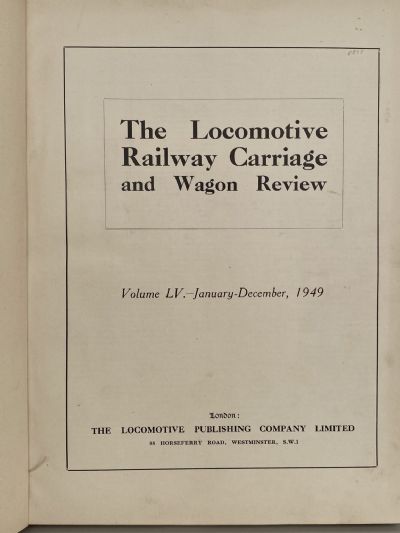 The Locomotive
Railway Carriage
and Wagon Review
Volume LV.—January-December, 1949
London:
THE LOCOMOTIVE PUBLISHING COMPANY LIMITED
88 HORSEFERRY ROAD, WESTMINSTER, S.W.1